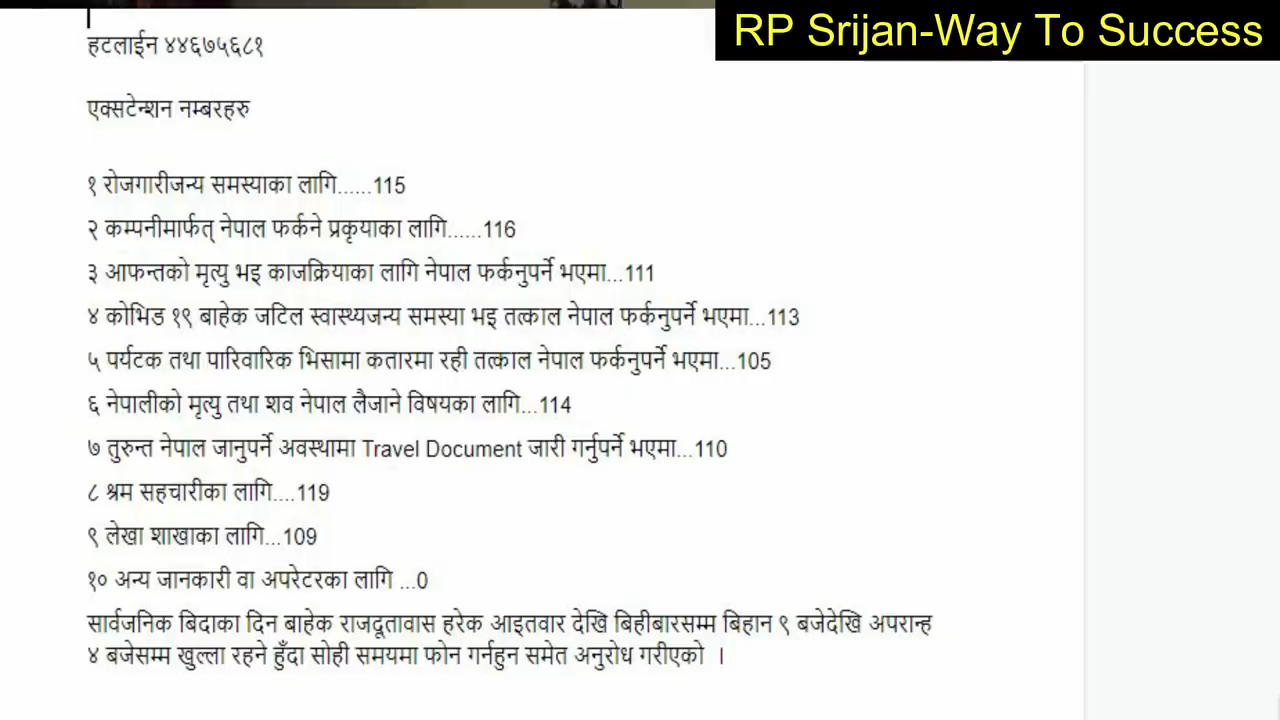 RP Srijan-Way To Success
हटलाईन ४४६७५६८१
एक्सटेन्शन नम्बरहरु
१ रोजगारीजन्य समस्याका लागि......115
२ कम्पनीमार्फत् नेपाल फर्कने प्रकृयाका लागि......116
३ आफन्तको मृत्यु भइ काजक्रियाका लागि नेपाल फर्कनुपर्ने भएमा...111
४ कोभिड १९ बाहेक जटिल स्वास्थ्यजन्य समस्या भइ तत्काल नेपाल फर्कनुपर्ने भएमा...113
५ पर्यटक तथा पारिवारिक भिसामा कतारमा रही तत्काल नेपाल फर्कनुपर्ने भएमा...105
६ नेपालीको मृत्यु तथा शव नेपाल लैजाने विषयका लागि...114
७ तुरुन्त नेपाल जानुपर्ने अवस्थामा Travel Document जारी गर्नुपर्ने भएमा...110
८ श्रम सहचारीका लागि....119
९ लेखा शाखाका लागि...109
१० अन्य जानकारी वा अपरेटरका लागि ...0
सार्वजनिक बिदाका दिन बाहेक राजदूतावास हरेक आइतवार देखि बिहीबारसम्म बिहान ९ बजेदेखि अपरान्ह
४ बजेसम्म खुल्ला रहने हुँदा सोही समयमा फोन गर्नहुन समेत अनुरोध गरीएको ।